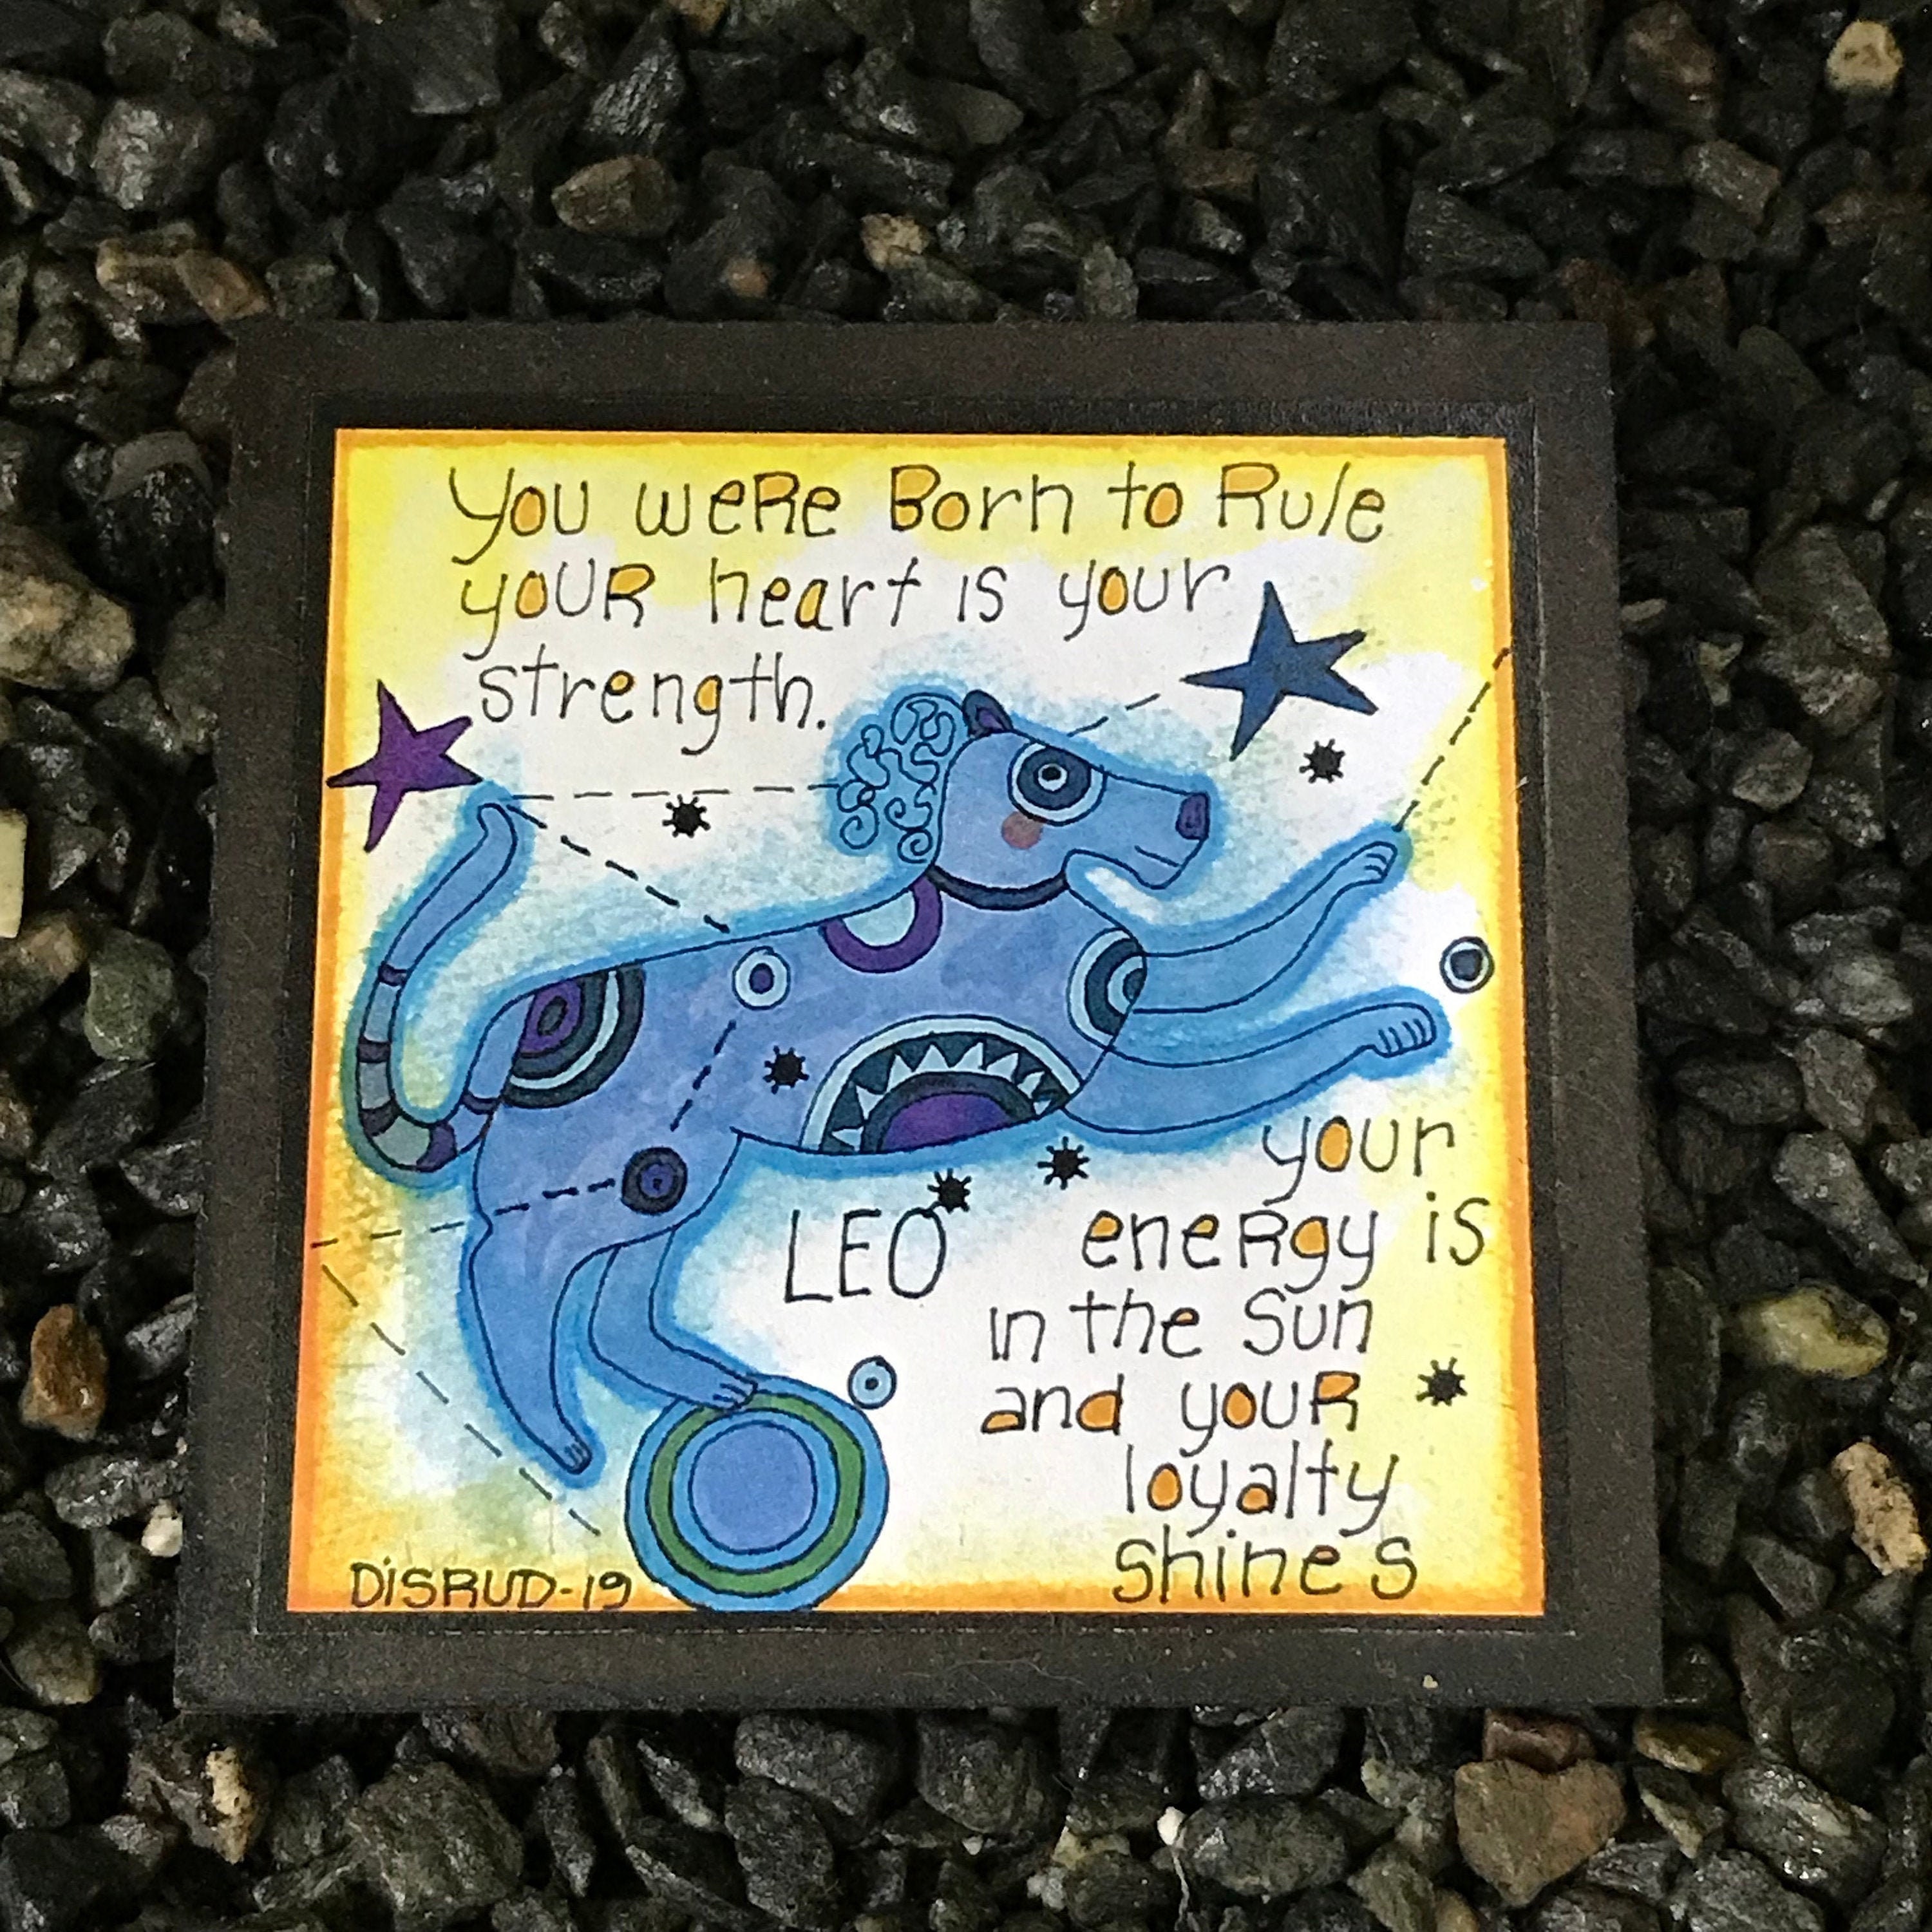 You weRe Born to Rule
youR heart is your
strength.
LEO
your
eneRgy is
in the Sun
and youR
loyalty
shines
DiSRUD-19